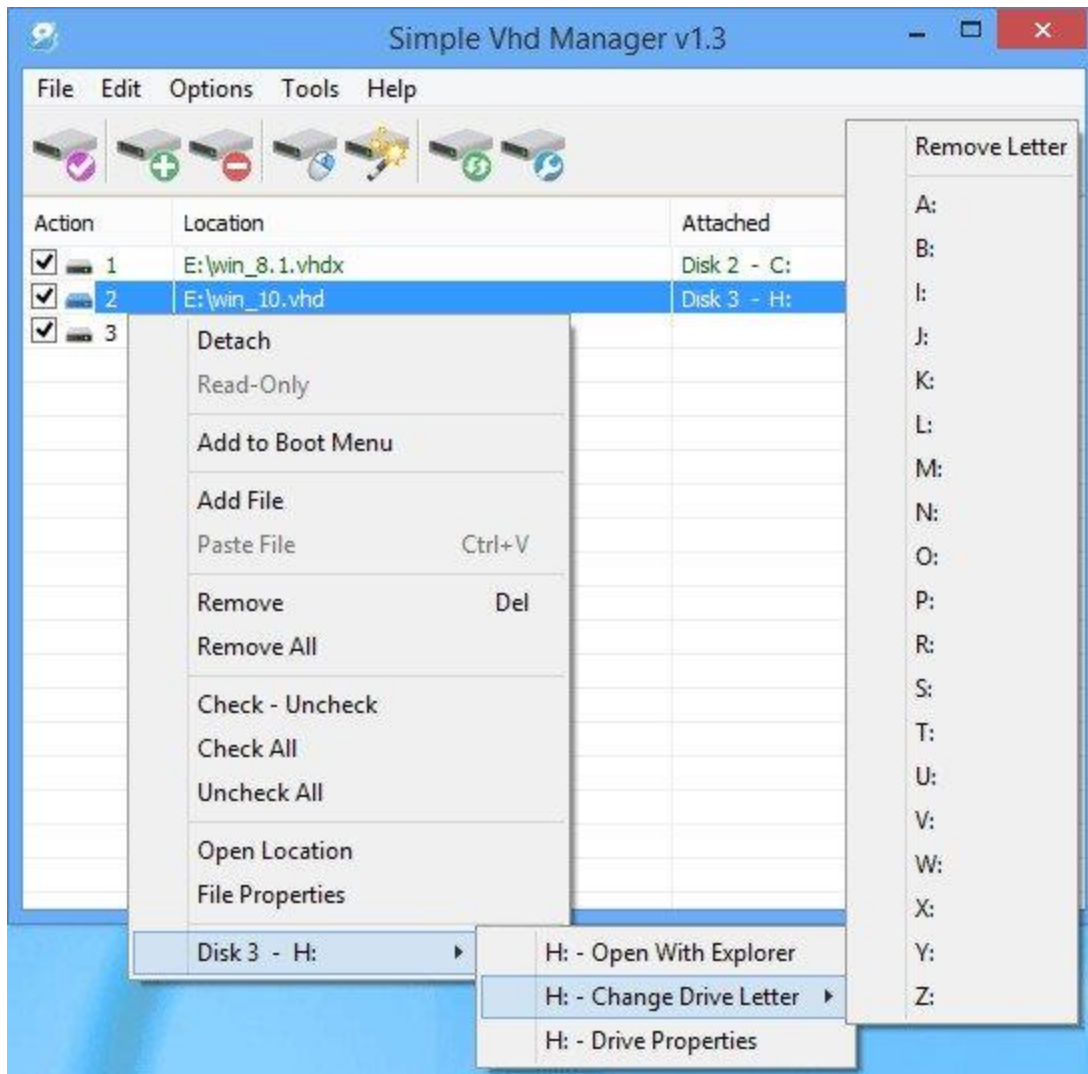 Simple Vhd Manager v1.3
File Edit Options Tools Help
Action Location Attached
1 E:\win_8.1.vhdx Disk 2 - C:
2 E:\win_10.vhd Disk 3 - H:
3
Detach
Read-Only
Add to Boot Menu
Add File
Paste File Ctrl+V
Remove Del
Remove All
Check - Uncheck
Check All
Uncheck All
Open Location
File Properties
Disk 3 - H:
H: - Open With Explorer
H: - Change Drive Letter
H: - Drive Properties
Remove Letter
A:
B:
I:
J:
K:
L:
M:
N:
O:
P:
R:
S:
T:
U:
V:
W:
X:
Y:
Z: